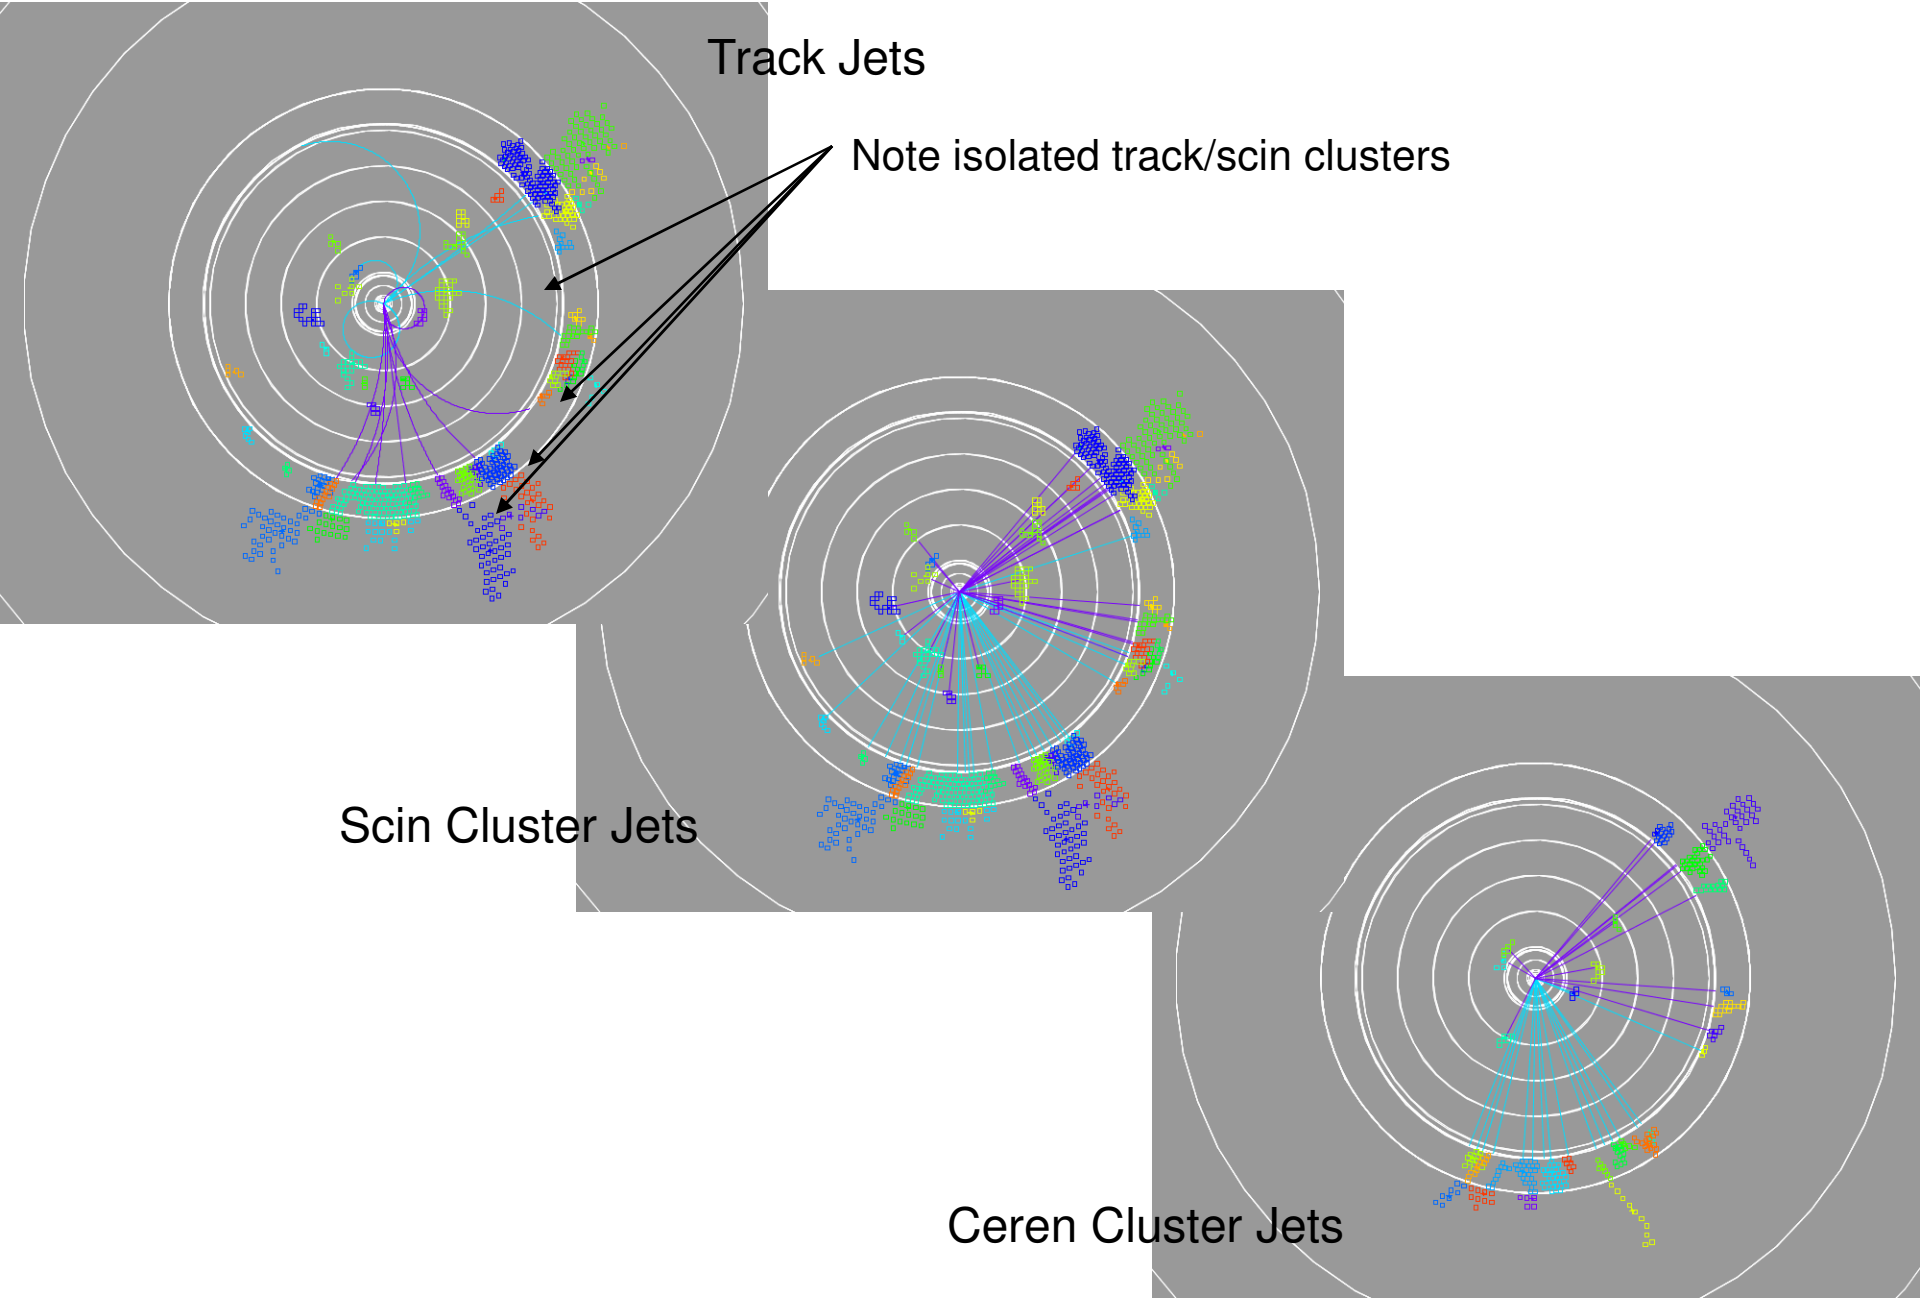 Track Jets
Note isolated track/scin clusters
Scin Cluster Jets
Ceren Cluster Jets